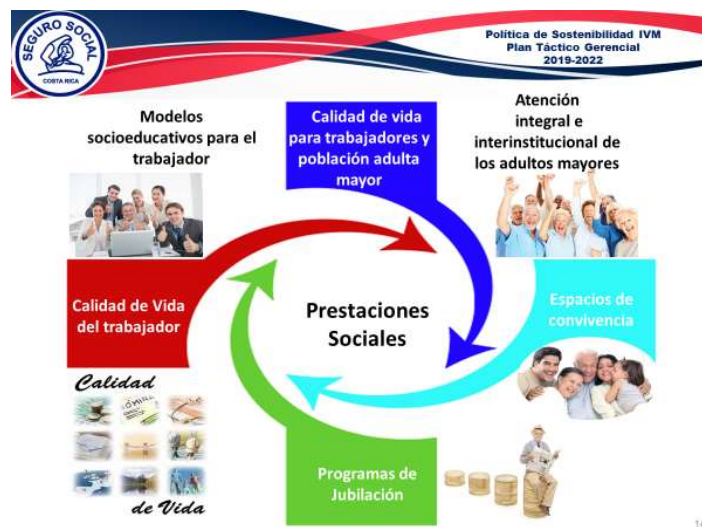 SEGURO SOCIAL
COSTA RICA
Política de Sostenibilidad IVM
Plan Táctico Gerencial
2019-2022
Modelos
socioeducativos para el
trabajador
Calidad de vida
para trabajadores y
población adulta
mayor
Atención
integral e
interinstitucional de
los adultos mayores
Calidad de Vida
del trabajador
Prestaciones
Sociales
Espacios de
convivencia
Calidad
de Vida
Programas de
Jubilación